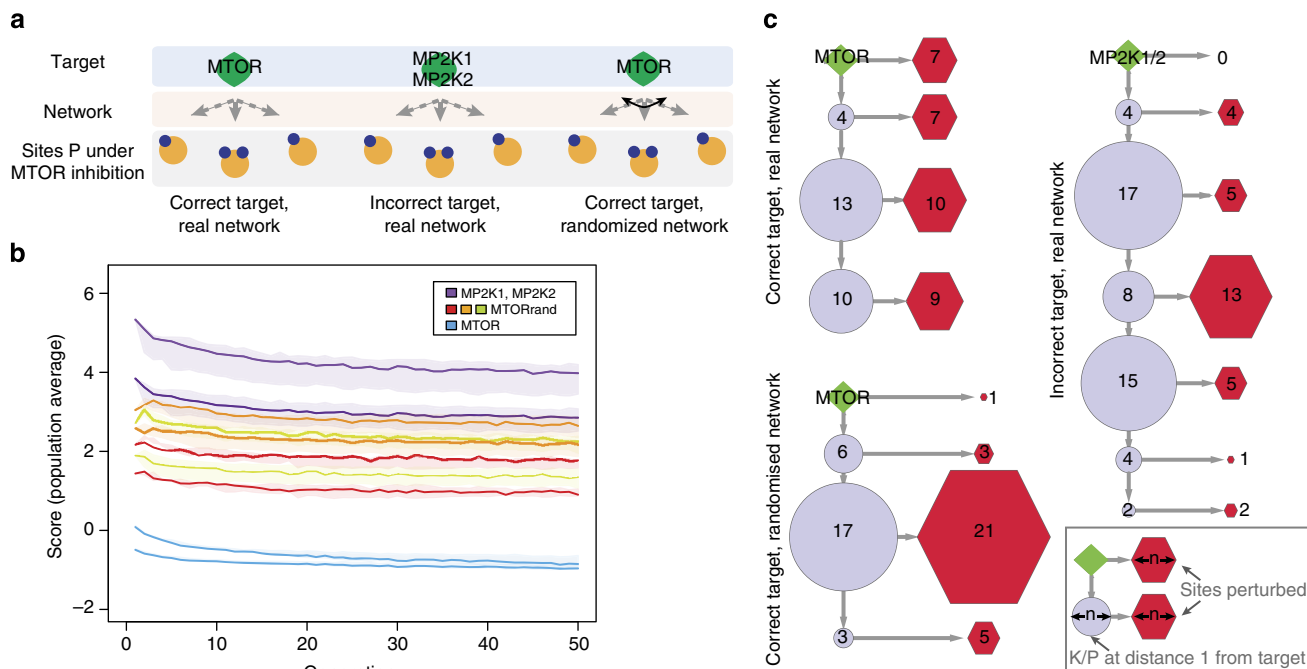 a
Target
MTOR
MP2K1
MP2K2
MTOR
Network
Sites P under
MTOR inhibition
Correct target,
real network
Incorrect target,
real network
Correct target,
randomized network
b
Score (population average)
6
4
2
0
−2
0
10
20
30
40
50
MP2K1, MP2K2
MTORrand
MTOR
c
Correct target, real network
MTOR
7
4
7
13
10
10
9
Correct target, randomised network
MTOR
1
6
3
17
21
3
5
Incorrect target, real network
MP2K1/2
0
4
4
17
5
8
13
15
5
4
1
2
2
n
n
n
Sites perturbed
K/P at distance 1 from target